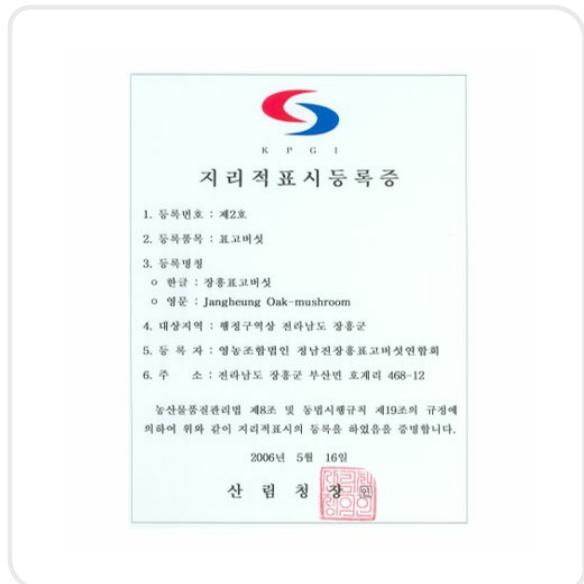 K P G I
지리적표시등록증
1. 등록번호 : 제2호
2. 등록품목 : 표고버섯
3. 등록명칭
o 한글 : 장흥표고버섯
o 영문 : Jangheung Oak-mushroom
4. 대상지역 : 행정구역상 전라남도 장흥군
5. 등 록 자 : 영농조합법인 정남진장흥표고버섯연합회
6. 주 소 : 전라남도 장흥군 부산면 호계리 468-12
농산물품질관리법 제8조 및 동법시행규칙 제19조의 규정에
의하여 위와 같이 지리적표시의 등록을 하였음을 증명합니다.
2006년 5월 16일
산 림 청 장